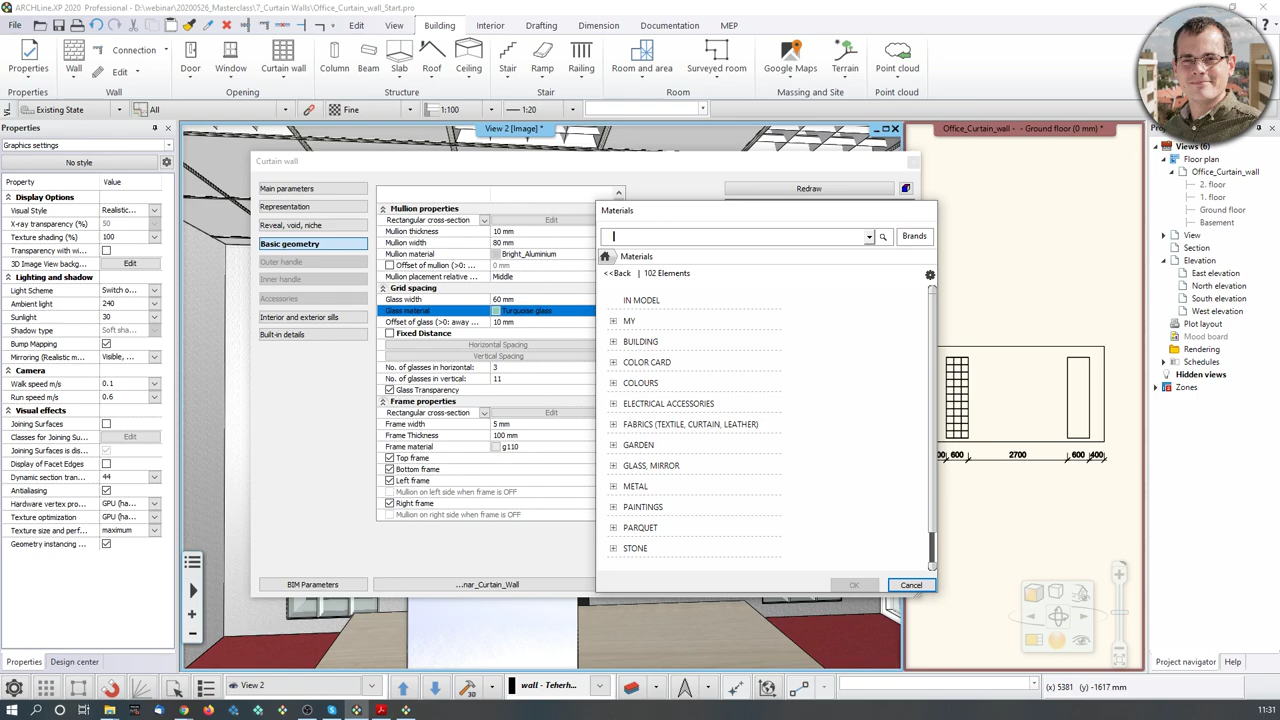 ARCHLine.XP 2020 - D:\webinar\20200526_Masterclass\7_Curtain Walls\Office_Curtain_wall_Start.pro
File
Edit
View
Building
Interior
Drafting
Dimension
Documentation
MEP
Properties
Wall
Connection
Edit
Door
Window
Curtain wall
Column
Beam
Slab
Roof
Ceiling
Stair
Ramp
Railing
Room and area
Surveyed room
Google Maps
Terrain
Point cloud
Properties
Wall
Opening
Structure
Stair
Room
Massing and Site
Point cloud
Existing State
All
Fine
1:100
1:20
Properties
Graphics settings
No style
Property Value
Display Options
Visual Style Realistic...
X-ray transparency (%) 50
Texture shading (%) 100
Transparency with wi...
3D Image View backg... Edit
Lighting and shadow
Light Scheme Switch o...
Ambient light 240
Sunlight 30
Shadow type Soft sha...
Bump Mapping
Mirroring (Realistic m... Visible, ...
Camera
Walk speed m/s 0.1
Run speed m/s 0.6
Visual effects
Joining Surfaces
Classes for Joining Su... Edit
Joining Surfaces is di...
Display of Facet Edges
Dynamic section tran... 44
Antialiasing
Hardware vertex pro... GPU (ha...
Texture optimization GPU (ha...
Texture size and perf... maximum
Geometry instancing ...
Properties
Design center
View 2 [Image] *
Curtain wall
Main parameters
Representation
Reveal, void, niche
Basic geometry
Outer handle
Inner handle
Accessories
Interior and exterior sills
Built-in details
BIM Parameters
...nar_Curtain_Wall
Redraw
Mullion properties
Rectangular cross-section Edit
Mullion thickness 10 mm
Mullion width 80 mm
Mullion material Bright_Aluminium
Offset of mullion (>0: ... 0 mm
Mullion placement relative ... Middle
Grid spacing
Glass width 60 mm
Glass material Turquoise glass
Offset of glass (>0: away ... 10 mm
Fixed Distance
Horizontal Spacing
Vertical Spacing
No. of glasses in horizontal: 3
No. of glasses in vertical: 11
Glass Transparency
Frame properties
Rectangular cross-section Edit
Frame width 5 mm
Frame Thickness 100 mm
Frame material g110
Top frame
Bottom frame
Left frame
Mullion on left side when frame is OFF
Right frame
Mullion on right side when frame is OFF
Materials
Brands
Materials
<<Back | 102 Elements
IN MODEL
MY
BUILDING
COLOR CARD
COLOURS
ELECTRICAL ACCESSORIES
FABRICS (TEXTILE, CURTAIN, LEATHER)
GARDEN
GLASS, MIRROR
METAL
PAINTINGS
PARQUET
STONE
OK
Cancel
Office_Curtain_wall - - Ground floor (0 mm) *
600
2700
600
400
Views (6)
Floor plan
Office_Curtain_wall
2. floor
1. floor
Ground floor
Basement
View
Section
Elevation
East elevation
North elevation
South elevation
West elevation
Plot layout
Mood board
Rendering
Schedules
Hidden views
Zones
Project navigator
Help
View 2
wall - Teherh...
(x) 5381 (y) -1617 mm
11:31